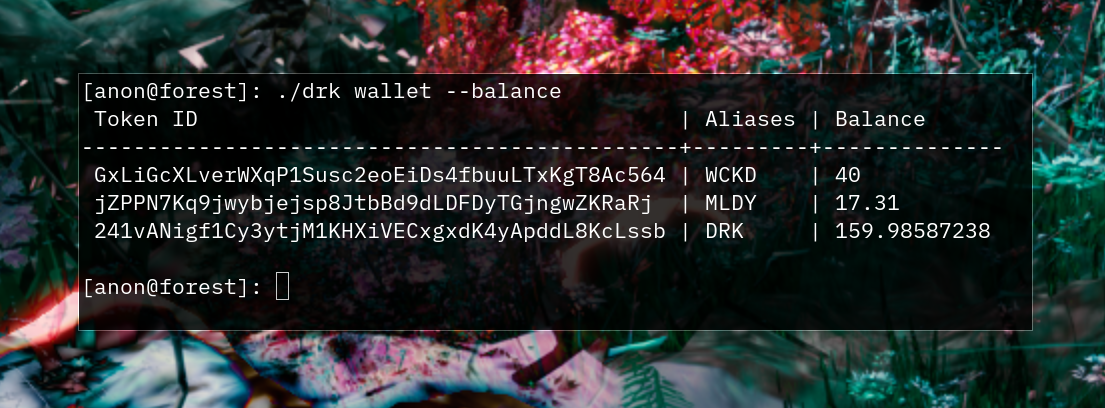 [anon@forest]: ./drk wallet --balance
Token ID | Aliases | Balance
----------------------------------------------+---------+--------------
GxLiGcXLverWXqP1Susc2eoEiDs4fbuuLTxKgT8Ac564 | WCKD | 40
jZPPN7Kq9jwybjejsp8JtbBd9dLDFDyTGjngwZKRaRj | MLDY | 17.31
241vANigf1Cy3ytjM1KHXiVECxgxdK4yApddL8KcLssb | DRK | 159.98587238
[anon@forest]: